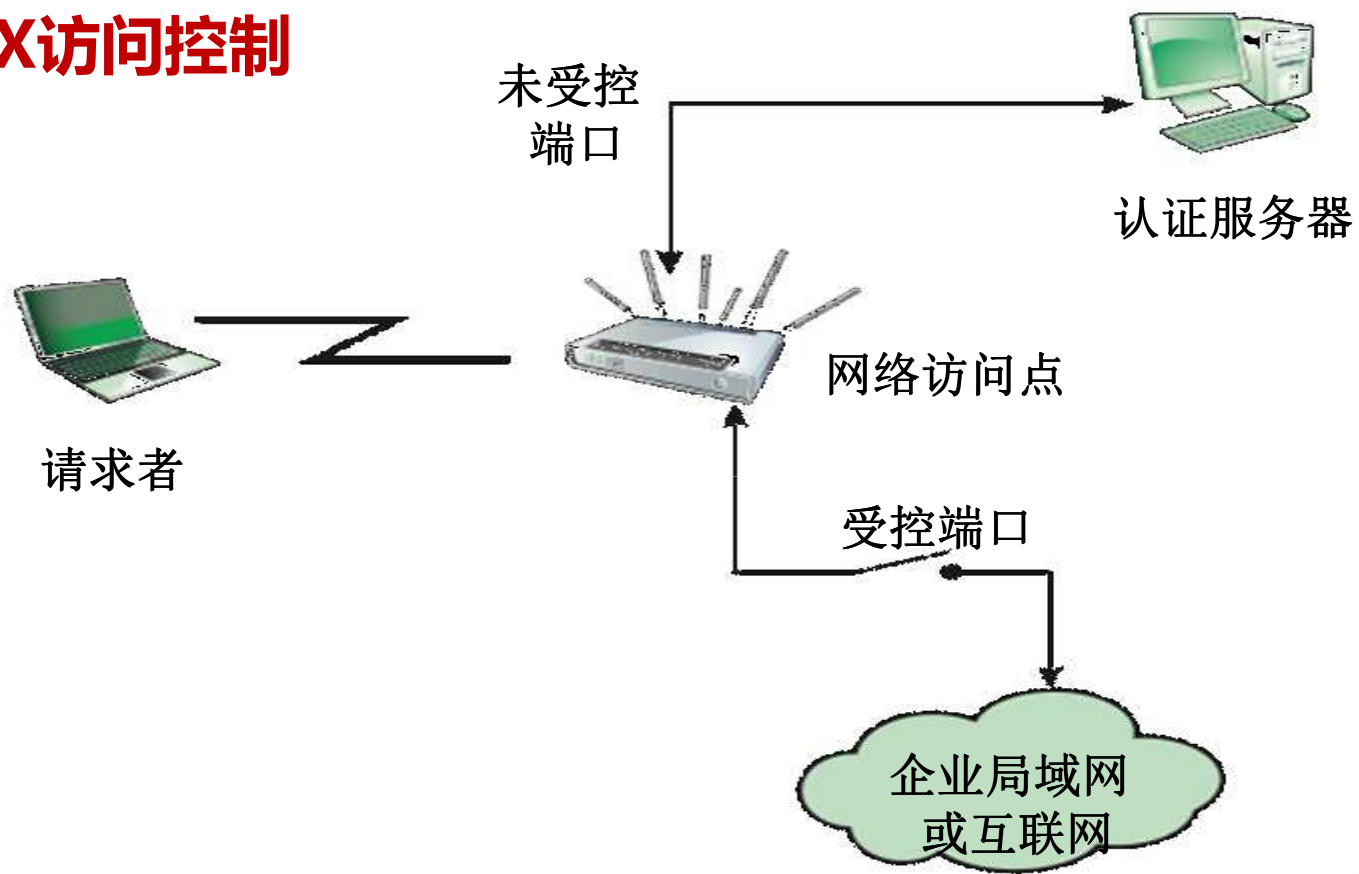 X访问控制
未受控
端口
认证服务器
网络访问点
请求者
受控端口
企业局域网
或互联网